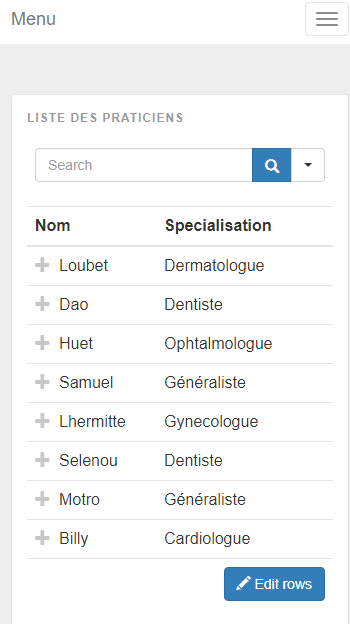 Menu
LISTE DES PRATICIENS
Search
Nom Specialisation
Loubet Dermatologue
Dao Dentiste
Huet Ophtalmologue
Samuel Généraliste
Lhermitte Gynecologue
Selenou Dentiste
Motro Généraliste
Billy Cardiologue
Edit rows